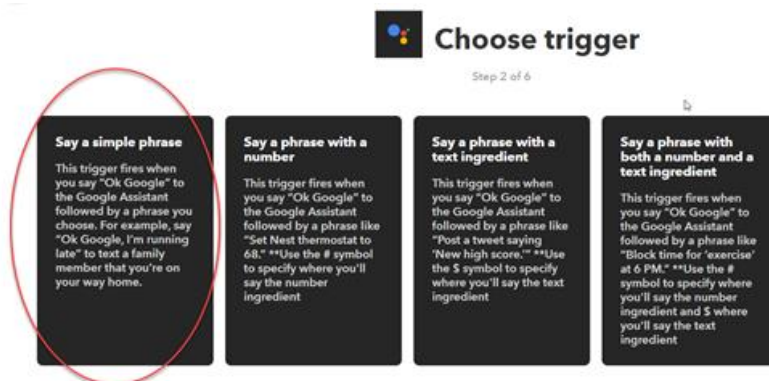 Choose trigger
Step 2 of 6
Say a simple phrase
This trigger fires when
you say "Ok Google" to
the Google Assistant
followed by a phrase you
choose. For example, say
"Ok Google, I'm running
late" to text a family
member that you're on
your way home.
Say a phrase with a
number
This trigger fires when
you say "Ok Google" to
the Google Assistant
followed by a phrase like
"Set Nest thermostat to
68." **Use the # symbol
to specify where you'll
say the number
ingredient
Say a phrase with a
text ingredient
This trigger fires when
you say "Ok Google" to
the Google Assistant
followed by a phrase like
"Post a tweet saying
'New high score.'" **Use
the $ symbol to specify
where you'll say the text
ingredient
Say a phrase with
both a number and a
text ingredient
This trigger fires when
you say "Ok Google" to
the Google Assistant
followed by a phrase like
"Block time for 'exercise'
at 6 PM." **Use the #
symbol to specify where
you'll say the number
ingredient and $ where
you'll say the text
ingredient